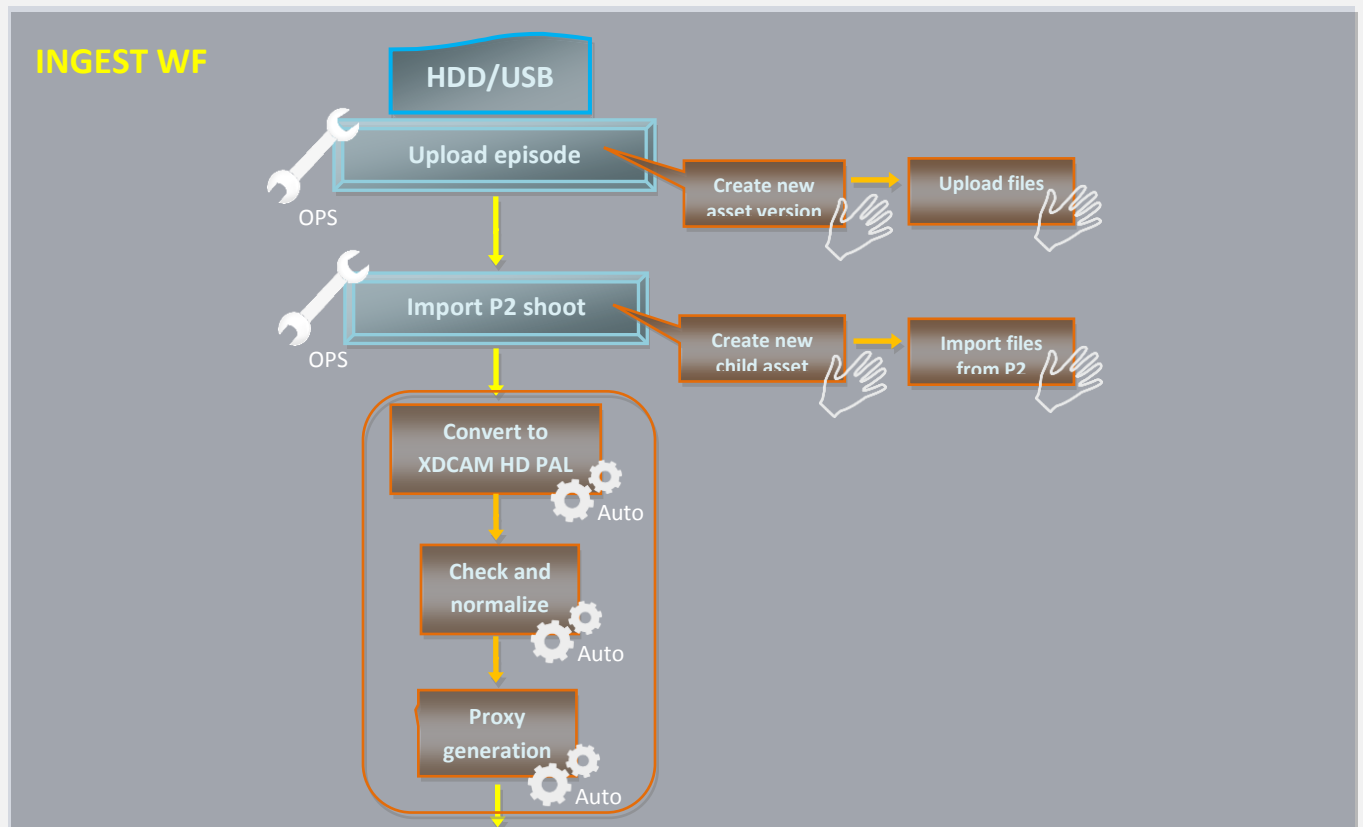 INGEST WF
HDD/USB
Upload episode
OPS
Create new
asset version
Upload files
Import P2 shoot
OPS
Create new
child asset
Import files
from P2
Convert to
XDCAM HD PAL
Auto
Check and
normalize
Auto
Proxy
generation
Auto